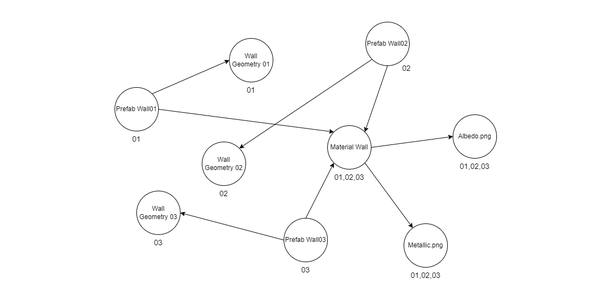 Prefab Wall02
02
Wall
Geometry 01
01
Prefab Wall01
01
Albedo.png
01,02,03
Material Wall
01,02,03
Wall
Geometry 02
02
Wall
Geometry 03
03
Prefab Wall03
03
Metallic.png
01,02,03